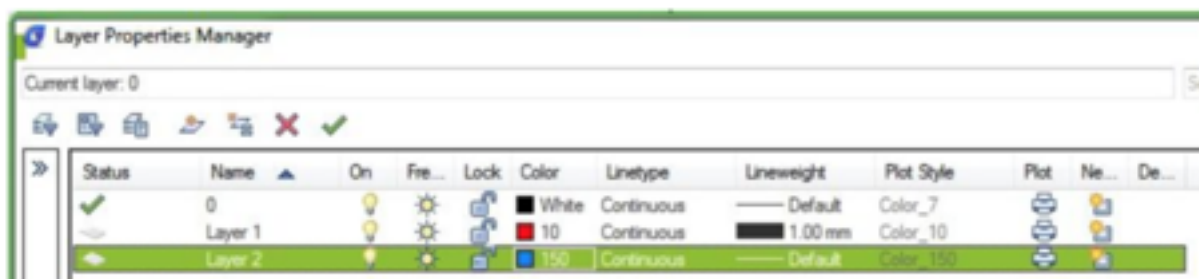 Layer Properties Manager
Current layer: 0
Status Name On Fre... Lock Color Linetype Lineweight Plot Style Plot Ne... De...
0 White Continuous Default Color_7
Layer 1 10 Continuous 1.00 mm Color_10
Layer 2 150 Continuous Default Color_150